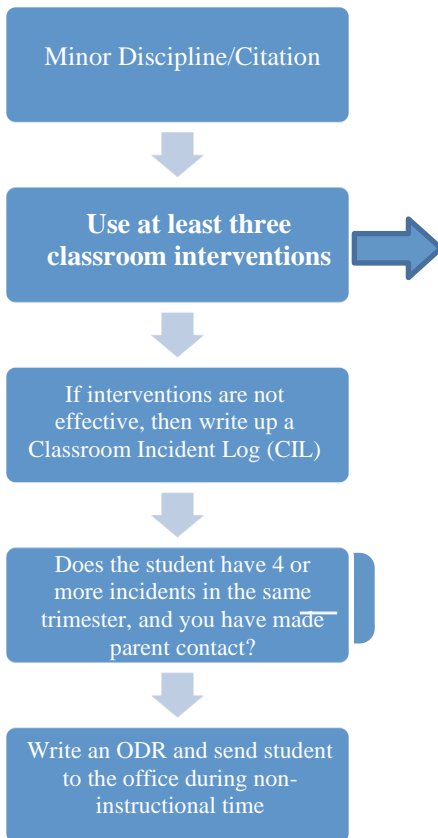 Minor Discipline/Citation
Use at least three
classroom interventions
If interventions are not
effective, then write up a
Classroom Incident Log (CIL)
Does the student have 4 or
more incidents in the same
trimester, and you have made
parent contact?
Write an ODR and send student
to the office during non-
instructional time